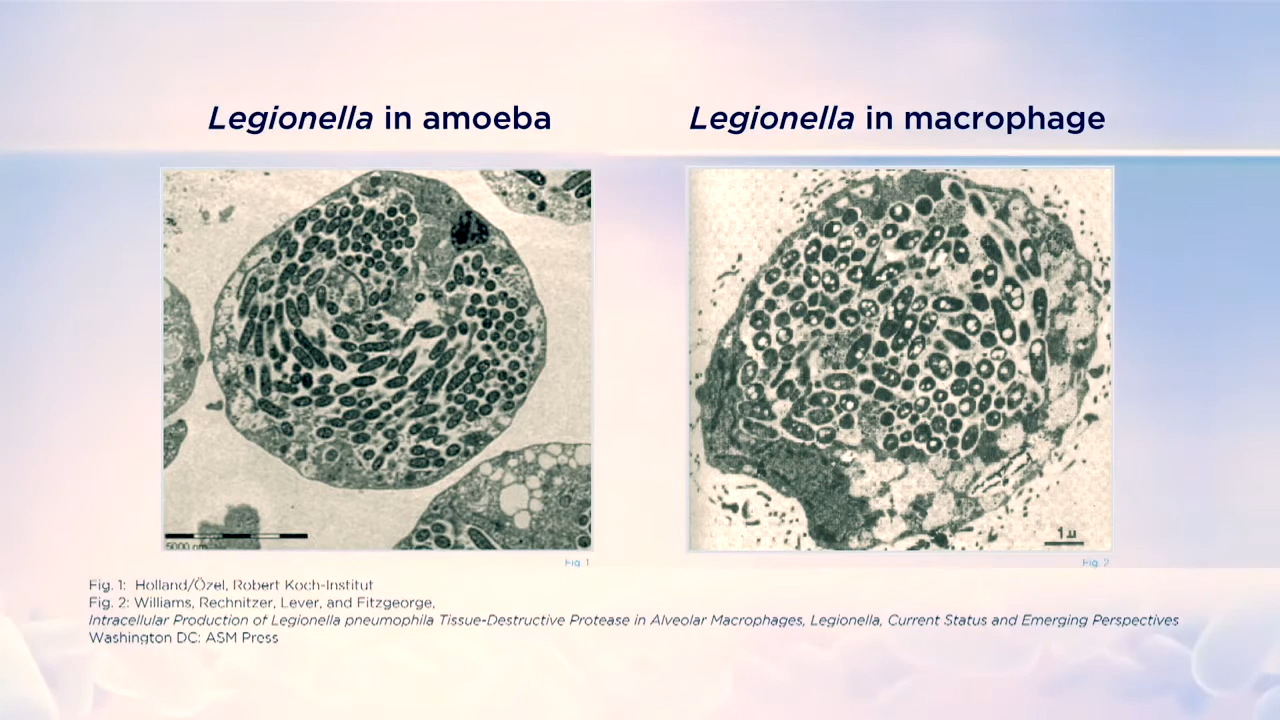 Legionella in amoeba
Legionella in macrophage
5000 nm
1µ
Fig. 1
Fig. 2
Fig. 1: Holland/Özel, Robert Koch-Institut
Fig. 2: Williams, Rechnitzer, Lever, and Fitzgeorge,
Intracellular Production of Legionella pneumophila Tissue-Destructive Protease in Alveolar Macrophages, Legionella, Current Status and Emerging Perspectives
Washington DC: ASM Press